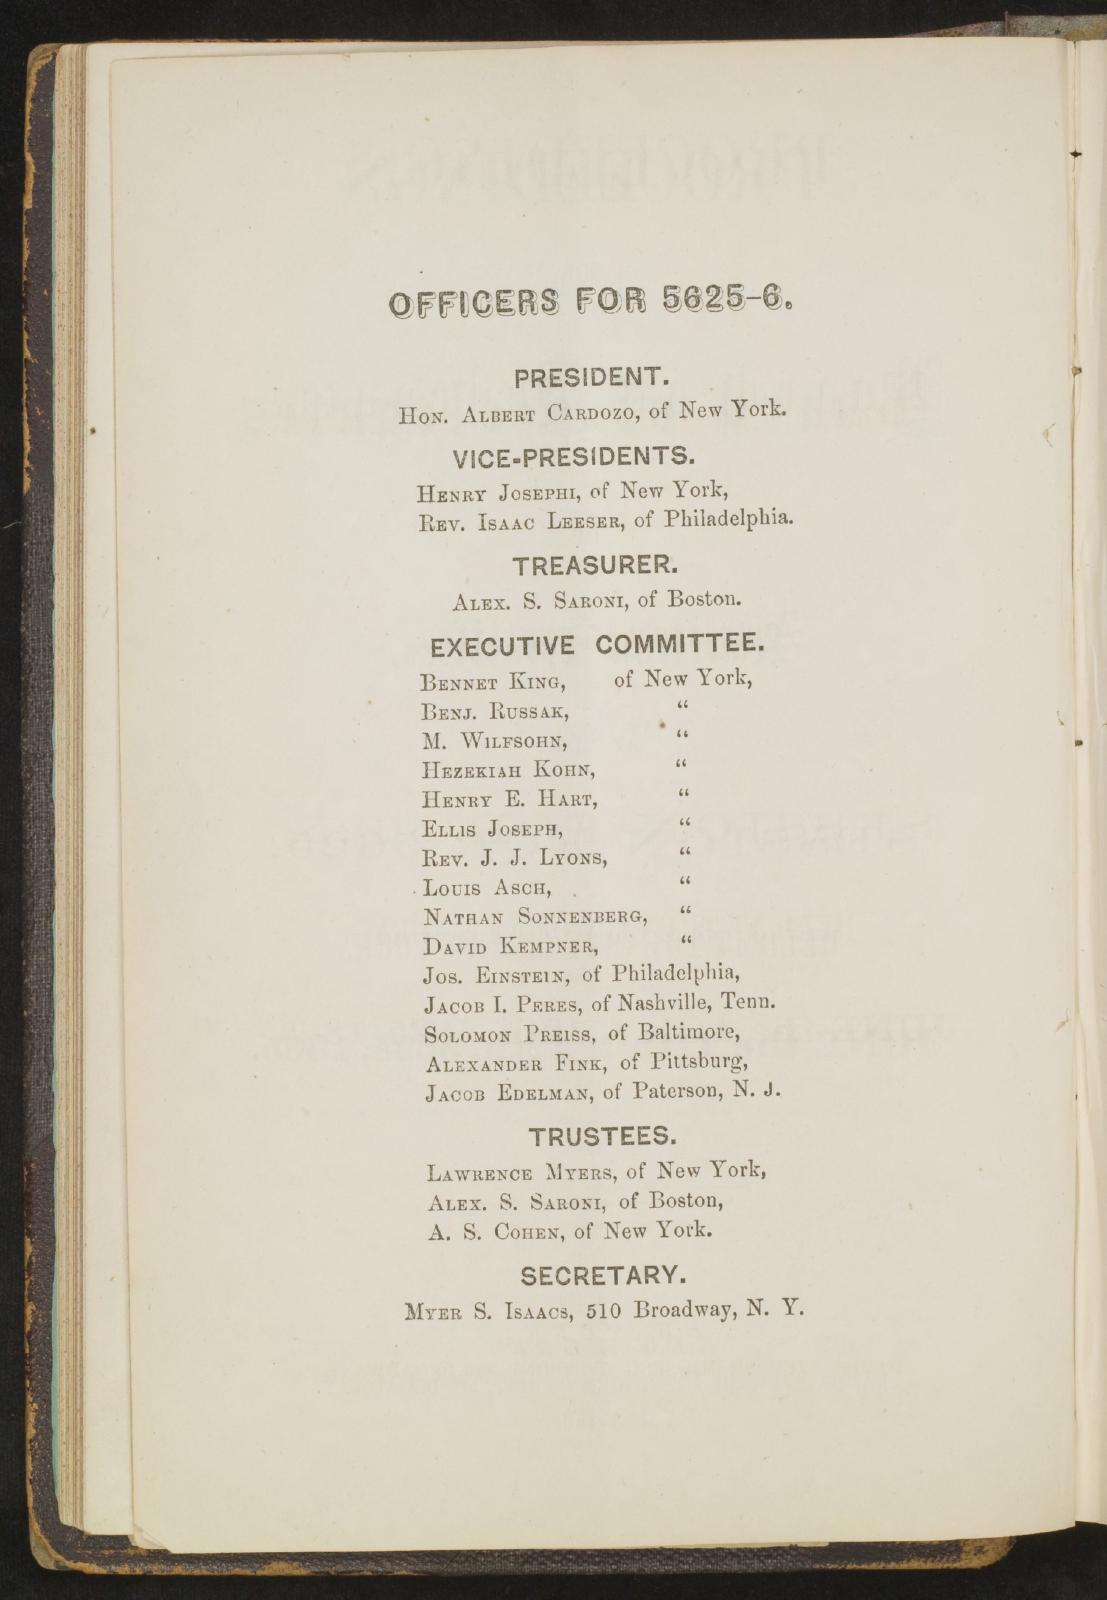 OFFICERS FOR 5625-6.
PRESIDENT.
Hon. Albert Cardozo, of New York.
VICE-PRESIDENTS.
Henry Josephi, of New York,
Rev. Isaac Leeser, of Philadelphia.
TREASURER.
Alex. S. Saroni, of Boston.
EXECUTIVE COMMITTEE.
Bennet King, of New York,
Benj. Russak, “
M. Wilfsohn, “
Hezekiah Kohn, “
Henry E. Hart, “
Ellis Joseph, “
Rev. J. J. Lyons, “
Louis Asch, “
Nathan Sonnenberg, “
David Kempner, “
Jos. Einstein, of Philadelphia,
Jacob I. Peres, of Nashville, Tenn.
Solomon Preiss, of Baltimore,
Alexander Fink, of Pittsburg,
Jacob Edelman, of Paterson, N. J.
TRUSTEES.
Lawrence Myers, of New York,
Alex. S. Saroni, of Boston,
A. S. Cohen, of New York.
SECRETARY.
Myer S. Isaacs, 510 Broadway, N. Y.